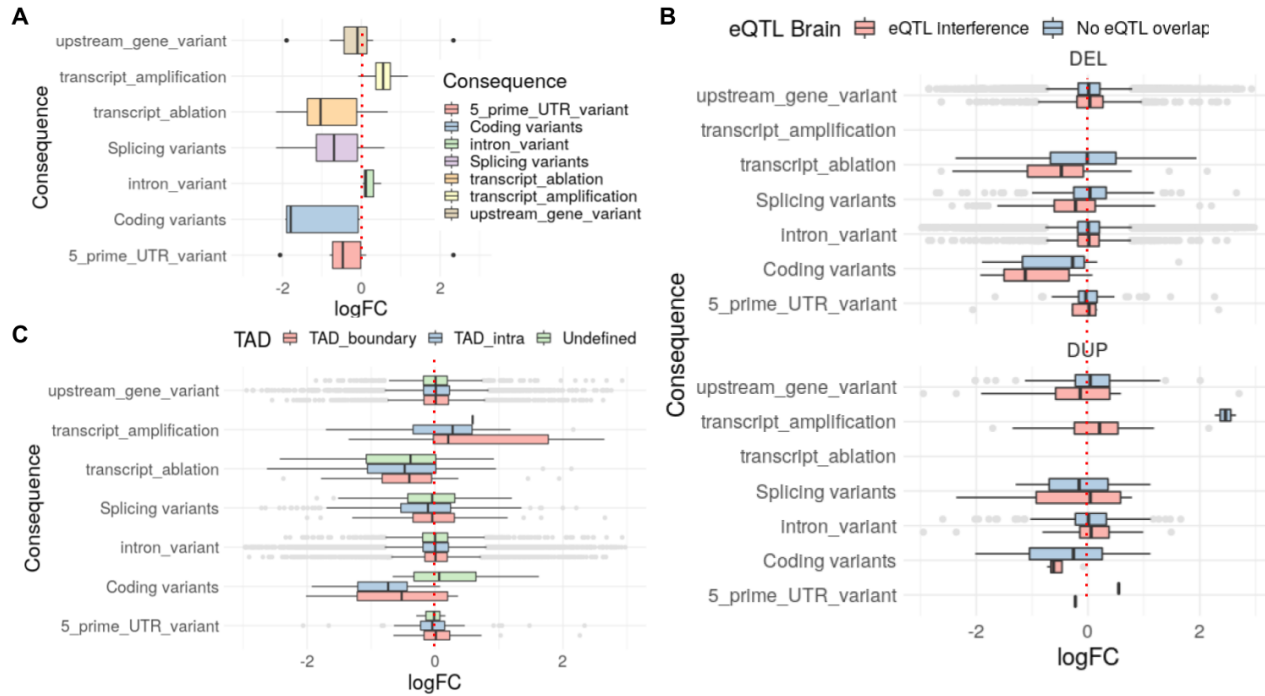 A
upstream_gene_variant
transcript_amplification
transcript_ablation
Splicing variants
intron_variant
Coding variants
5_prime_UTR_variant
Consequence
-2 0 2
logFC
Consequence
5_prime_UTR_variant
Coding variants
intron_variant
Splicing variants
transcript_ablation
transcript_amplification
upstream_gene_variant
B
eQTL Brain eQTL Interference No eQTL overlap
DEL
upstream_gene_variant
transcript_amplification
transcript_ablation
Splicing variants
intron_variant
Coding variants
5_prime_UTR_variant
Consequence
DUP
upstream_gene_variant
transcript_amplification
transcript_ablation
Splicing variants
intron_variant
Coding variants
5_prime_UTR_variant
-2 0 2
logFC
C
TAD TAD_boundary TAD_intra Undefined
upstream_gene_variant
transcript_amplification
transcript_ablation
Splicing variants
intron_variant
Coding variants
5_prime_UTR_variant
Consequence
-2 0 2
logFC